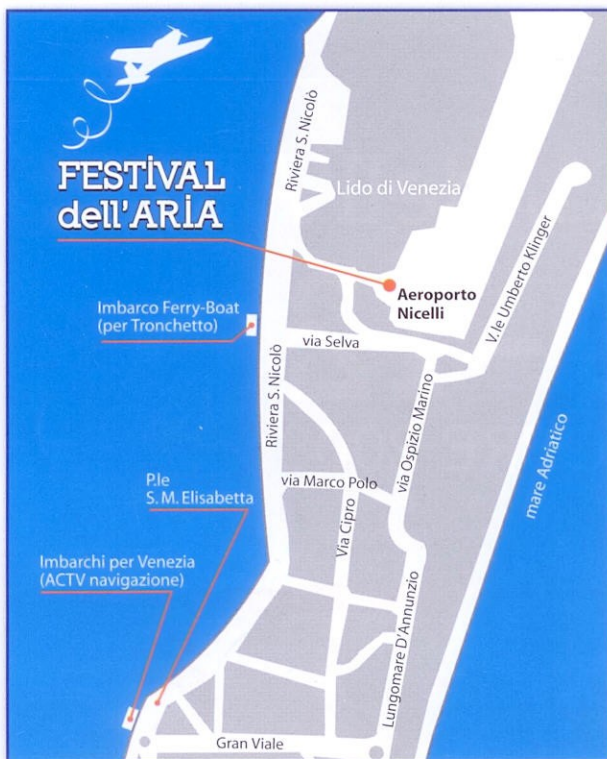 FESTIVAL
dell'ARIA
Riviera S. Nicolò
Lido di Venezia
Aeroporto
Nicelli
V.le Umberto Klinger
Imbarco Ferry-Boat
(per Tronchetto)
via Selva
Riviera S. Nicolò
via Ospizio Marino
mare Adriatico
P.le
S. M. Elisabetta
via Marco Polo
Via Cipro
Imbarchi per Venezia
(ACTV navigazione)
Lungomare D'Annunzio
Gran Viale